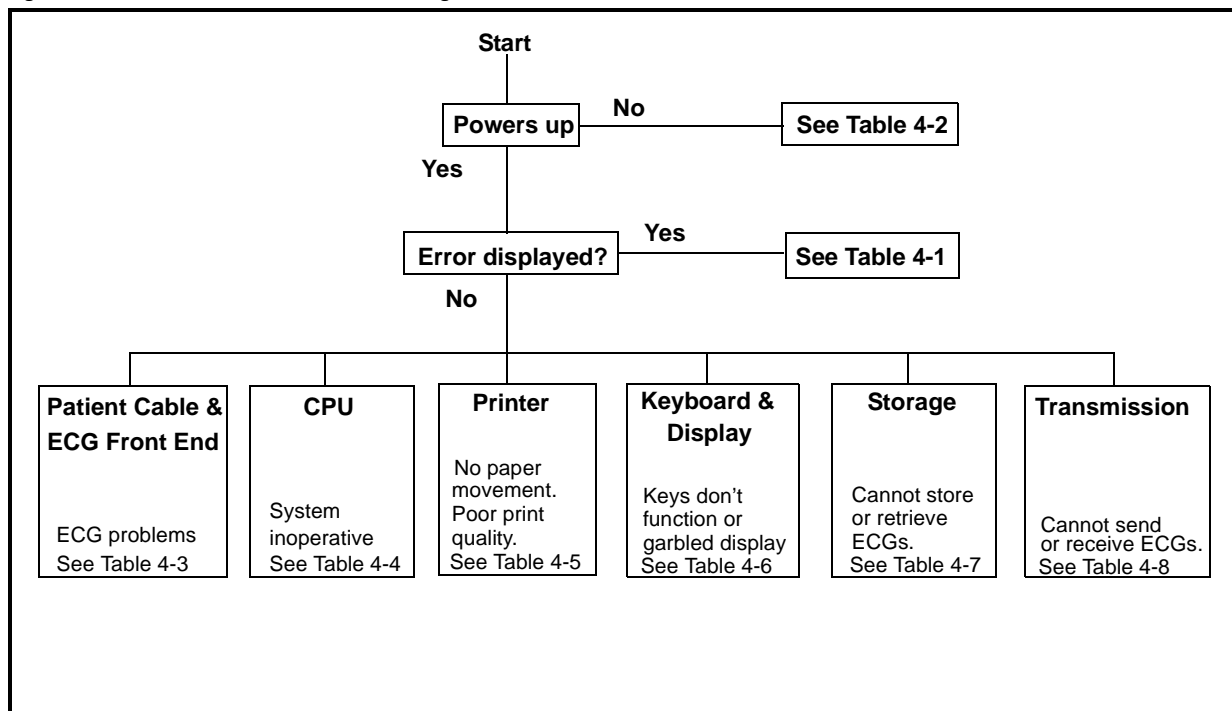 Start
Powers up
No
See Table 4-2
Yes
Error displayed?
Yes
See Table 4-1
No
Patient Cable &
ECG Front End
ECG problems
See Table 4-3
CPU
System
inoperative
See Table 4-4
Printer
No paper
movement.
Poor print
quality.
See Table 4-5
Keyboard &
Display
Keys don’t
function or
garbled display
See Table 4-6
Storage
Cannot store
or retrieve
ECGs.
See Table 4-7
Transmission
Cannot send
or receive ECGs.
See Table 4-8